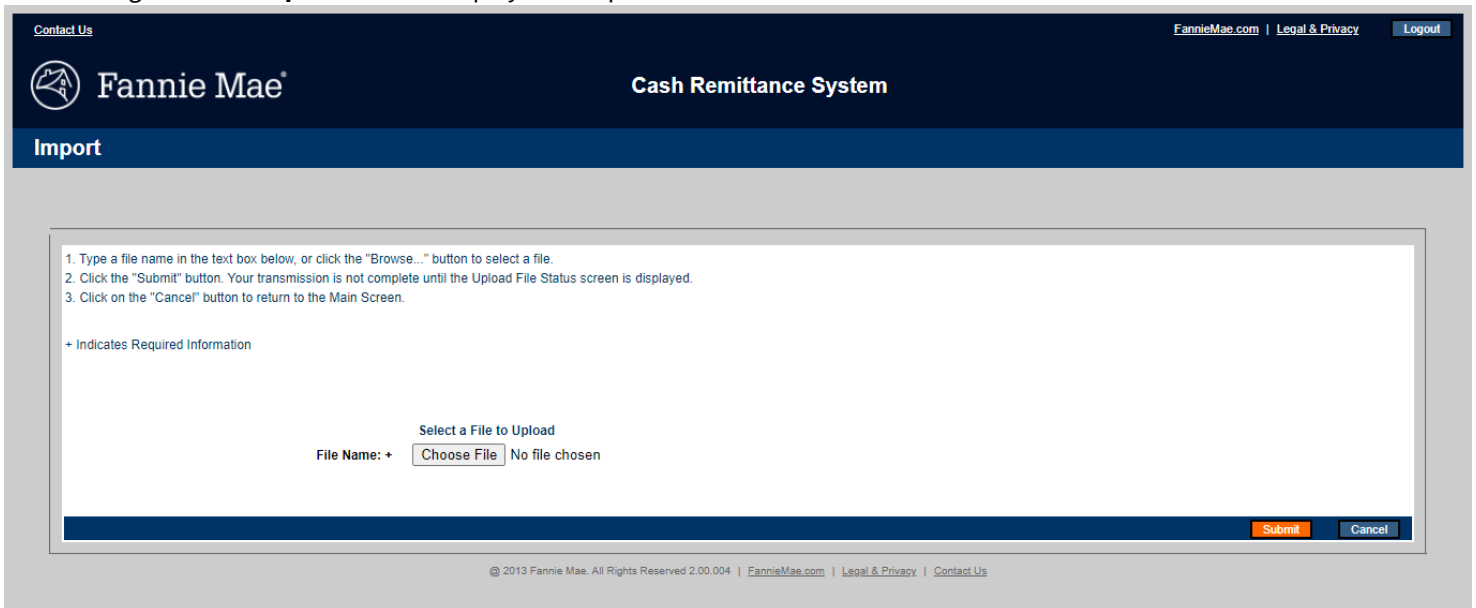 Contact Us
FannieMae.com | Legal & Privacy
Logout
Fannie Mae®
Cash Remittance System
Import
1. Type a file name in the text box below, or click the "Browse..." button to select a file.
2. Click the "Submit" button. Your transmission is not complete until the Upload File Status screen is displayed.
3. Click on the "Cancel" button to return to the Main Screen.
+ Indicates Required Information
Select a File to Upload
File Name: + Choose File No file chosen
Submit Cancel
@ 2013 Fannie Mae. All Rights Reserved 2.00.004 | FannieMae.com | Legal & Privacy | Contact Us